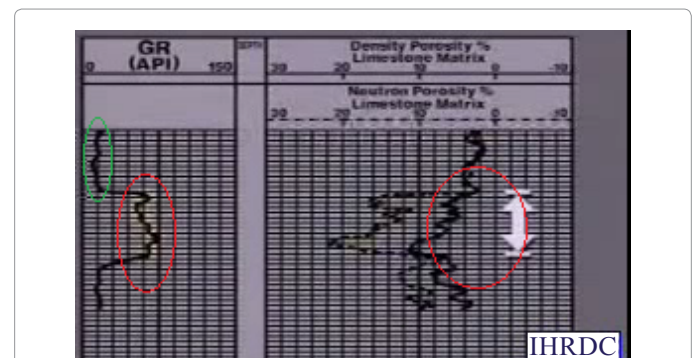 GR
(API)
0 150
DEPTH
Density Porosity %
Limestone Matrix
30 20 10 0 -10
Neutron Porosity %
Limestone Matrix
30 20 10 0 -10
IHRDC